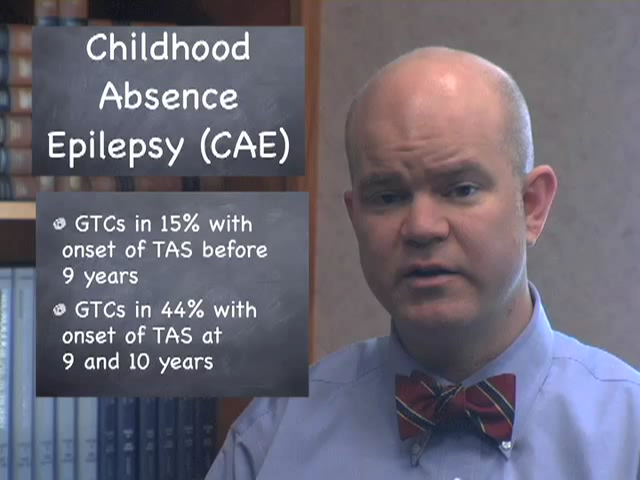 Childhood
Absence
Epilepsy (CAE)
GTCs in 15% with
onset of TAS before
9 years
GTCs in 44% with
onset of TAS at
9 and 10 years